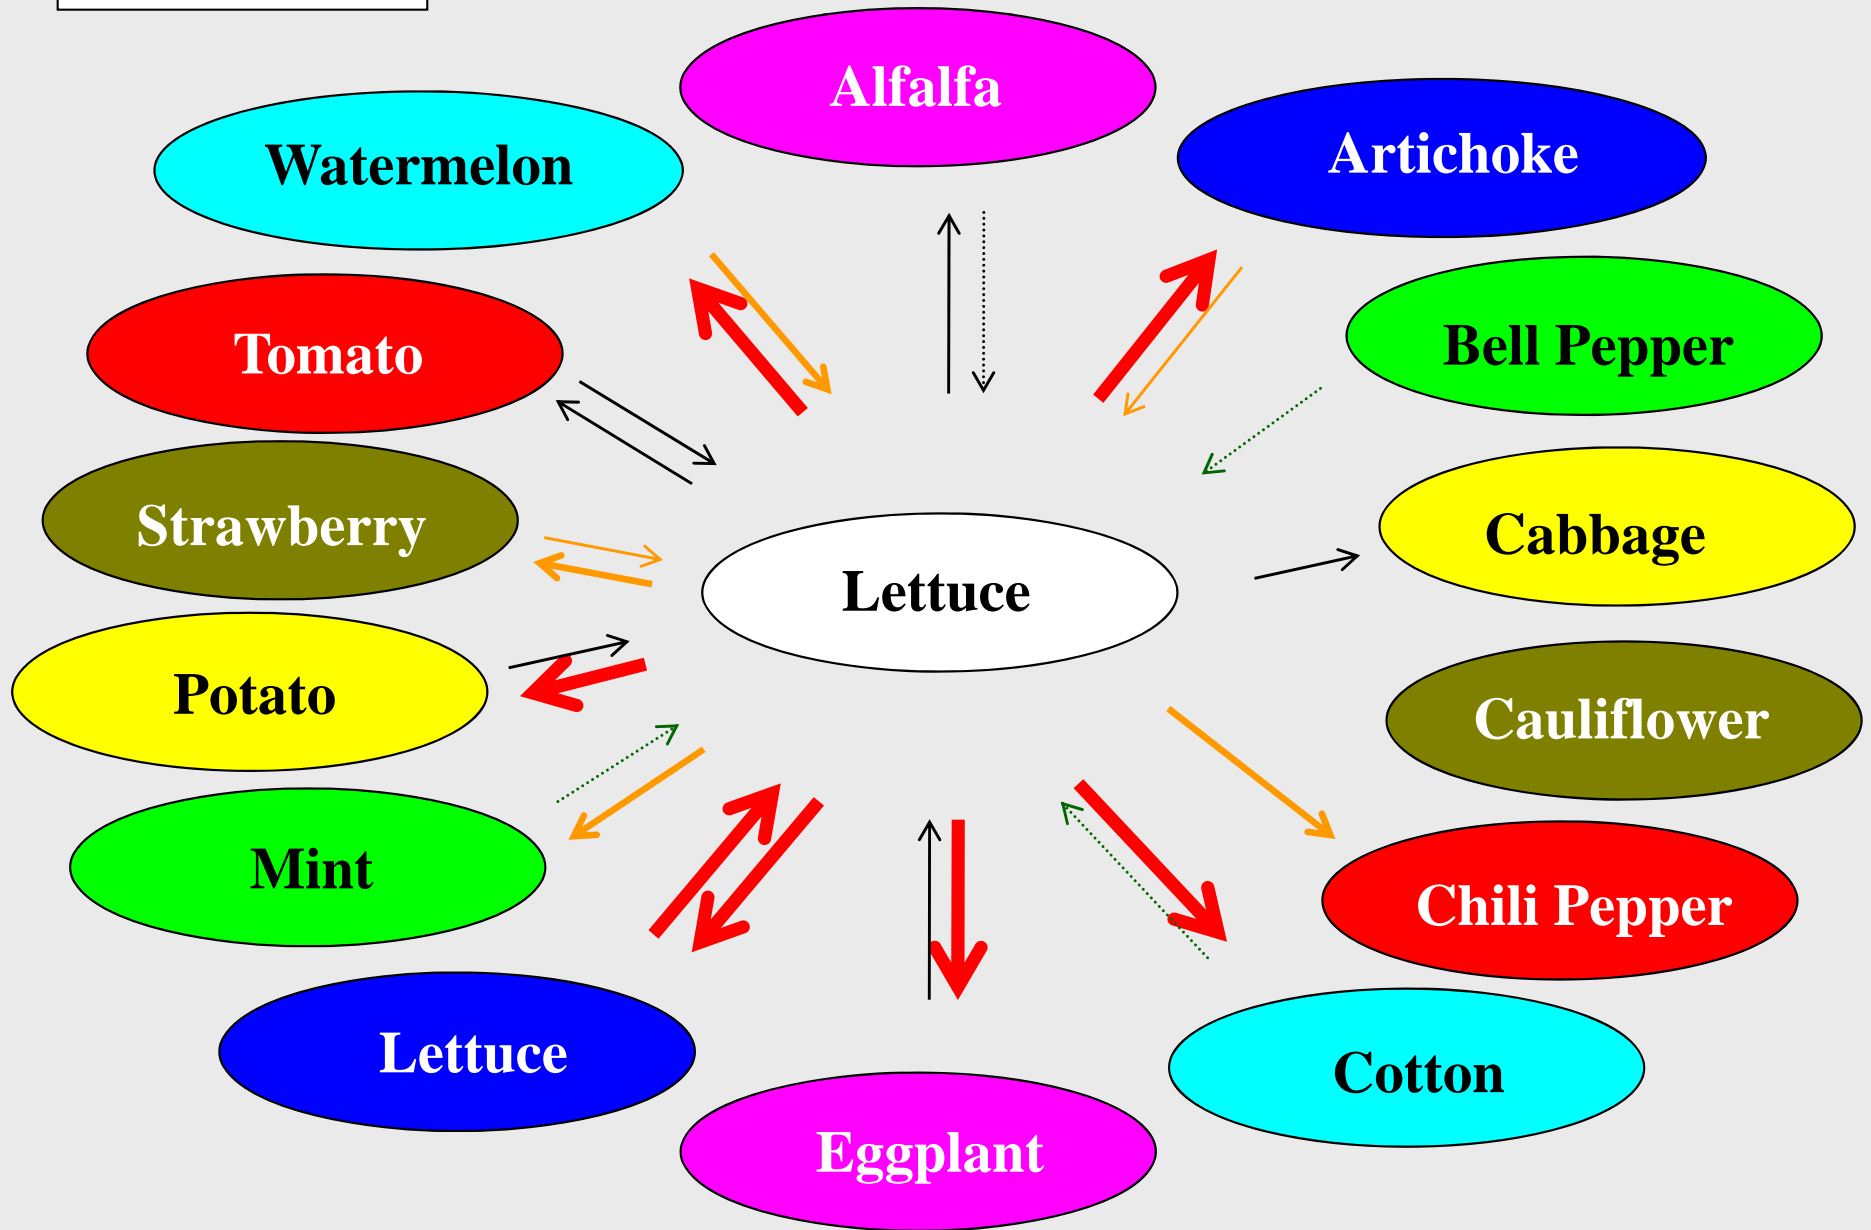 Alfalfa
Watermelon
Artichoke
Tomato
Bell Pepper
Strawberry
Cabbage
Lettuce
Potato
Cauliflower
Mint
Chili Pepper
Lettuce
Cotton
Eggplant